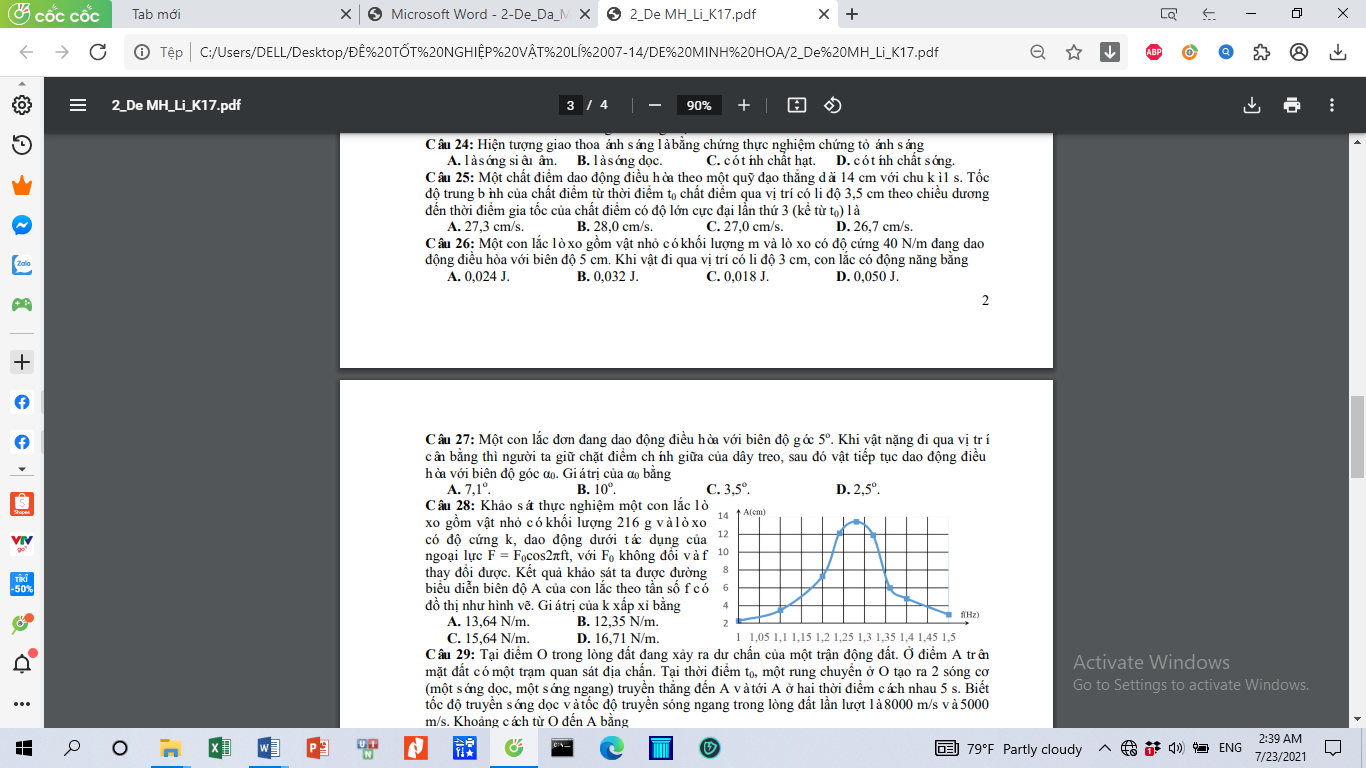 cốc cốc
Tab mới
Microsoft Word - 2-De_Da_M
2_De MH_Li_K17.pdf
Tệp
C:/Users/DELL/Desktop/ĐÊ%20TỐT%20NGHIỆP%20VẬT%20LÍ%2007-14/DE%20MINH%20HOA/2_De%20MH_Li_K17.pdf
ABP
2_De MH_Li_K17.pdf
3 / 4
90%
Câu 24: Hiện tượng giao thoa ánh sáng là bằng chứng thực nghiệm chứng tỏ ánh sáng
A. là sóng siêu âm. B. là sóng dọc. C. có tính chất hạt. D. có tính chất sóng.
Câu 25: Một chất điểm dao động điều hòa theo một quỹ đạo thẳng dài 14 cm với chu kì 1 s. Tốc
độ trung bình của chất điểm từ thời điểm t₀ chất điểm qua vị trí có li độ 3,5 cm theo chiều dương
đến thời điểm gia tốc của chất điểm có độ lớn cực đại lần thứ 3 (kể từ t₀) là
A. 27,3 cm/s. B. 28,0 cm/s. C. 27,0 cm/s. D. 26,7 cm/s.
Câu 26: Một con lắc lò xo gồm vật nhỏ có khối lượng m và lò xo có độ cứng 40 N/m đang dao
động điều hòa với biên độ 5 cm. Khi vật đi qua vị trí có li độ 3 cm, con lắc có động năng bằng
A. 0,024 J. B. 0,032 J. C. 0,018 J. D. 0,050 J.
2
Câu 27: Một con lắc đơn đang dao động điều hòa với biên độ góc 5°. Khi vật nặng đi qua vị trí
cân bằng thì người ta giữ chặt điểm chính giữa của dây treo, sau đó vật tiếp tục dao động điều
hòa với biên độ góc α₀. Giá trị của α₀ bằng
A. 7,1°. B. 10°. C. 3,5°. D. 2,5°.
Câu 28: Khảo sát thực nghiệm một con lắc lò
xo gồm vật nhỏ có khối lượng 216 g và lò xo
có độ cứng k, dao động dưới tác dụng của
ngoại lực F = F₀cos2πft, với F₀ không đổi và f
thay đổi được. Kết quả khảo sát ta được đường
biểu diễn biên độ A của con lắc theo tần số f có
đồ thị như hình vẽ. Giá trị của k xấp xỉ bằng
A. 13,64 N/m. B. 12,35 N/m.
C. 15,64 N/m. D. 16,71 N/m.
A(cm)
14
12
10
8
6
4
2
f(Hz)
1 1,05 1,1 1,15 1,2 1,25 1,3 1,35 1,4 1,45 1,5
Câu 29: Tại điểm O trong lòng đất đang xảy ra dư chấn của một trận động đất. Ở điểm A trên
mặt đất có một trạm quan sát địa chấn. Tại thời điểm t₀, một rung chuyển ở O tạo ra 2 sóng cơ
(một sóng dọc, một sóng ngang) truyền thẳng đến A và tới A ở hai thời điểm cách nhau 5 s. Biết
tốc độ truyền sóng dọc và tốc độ truyền sóng ngang trong lòng đất lần lượt là 8000 m/s và 5000
m/s. Khoảng cách từ O đến A bằng
Activate Windows
Go to Settings to activate Windows.
Zalo
Shopee
VTV
go
TIKI
-50%
79°F Partly cloudy
ENG
2:39 AM
7/23/2021